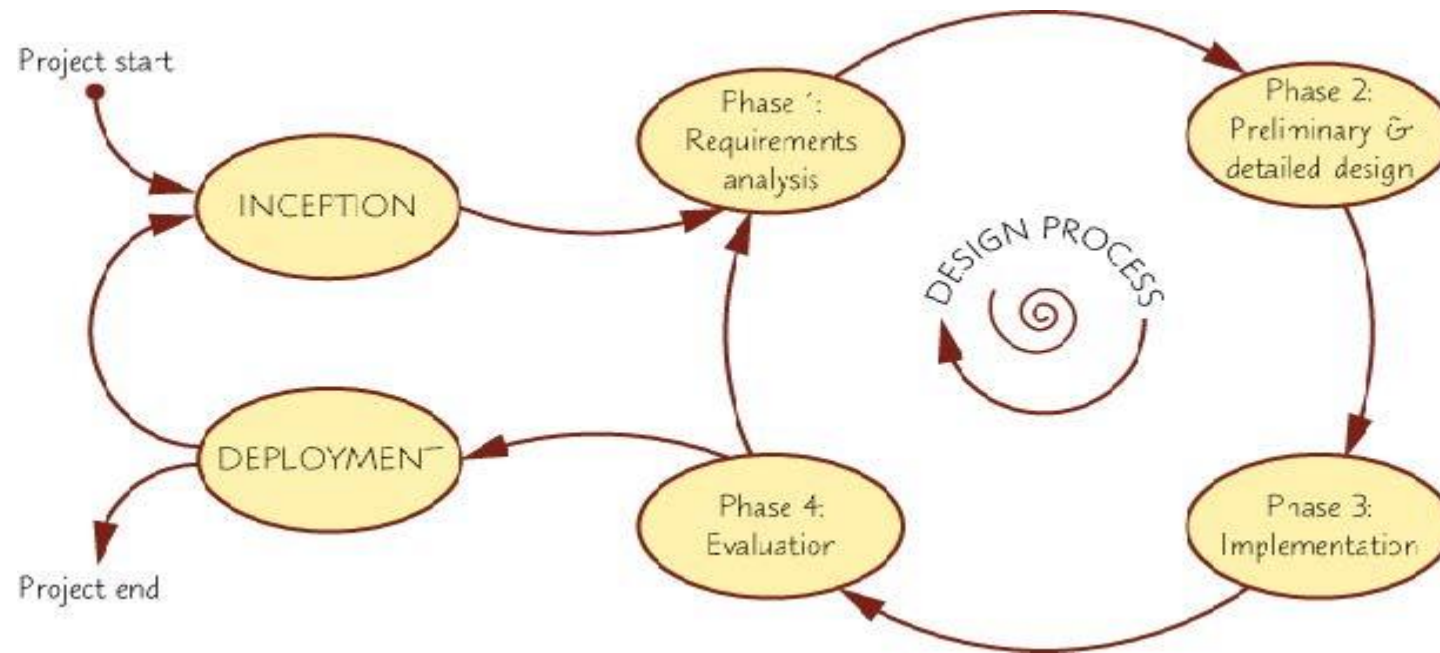 Project start
INCEPTION
Phase 1:
Requirements
analysis
Phase 2:
Preliminary &
detailed design
DESIGN PROCESS
Phase 3:
Implementation
Phase 4:
Evaluation
DEPLOYMENT
Project end